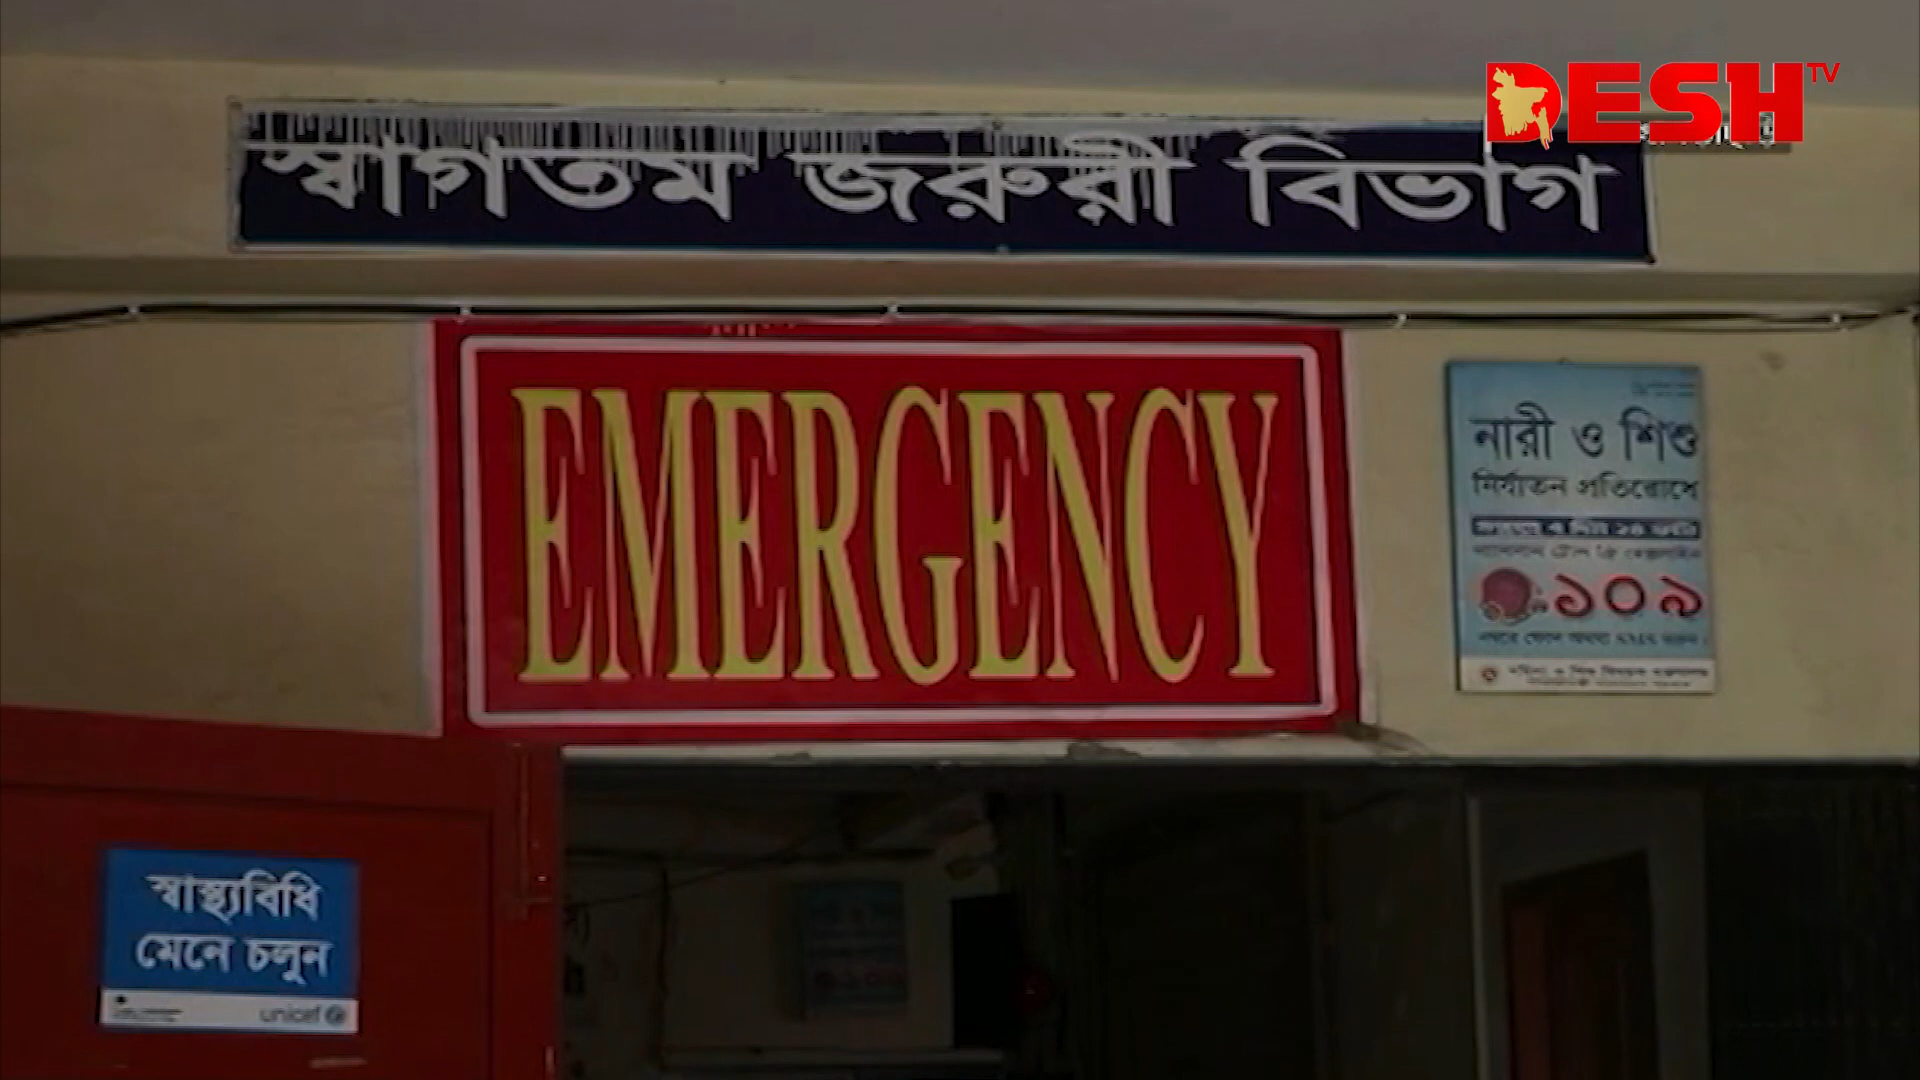 DESH TV
স্বাগতম জরুরী বিভাগ
EMERGENCY
নারী ও শিশু
নির্যাতন প্রতিরোধে
১০৯
স্বাস্থ্যবিধি
মেনে চলুন
unicef